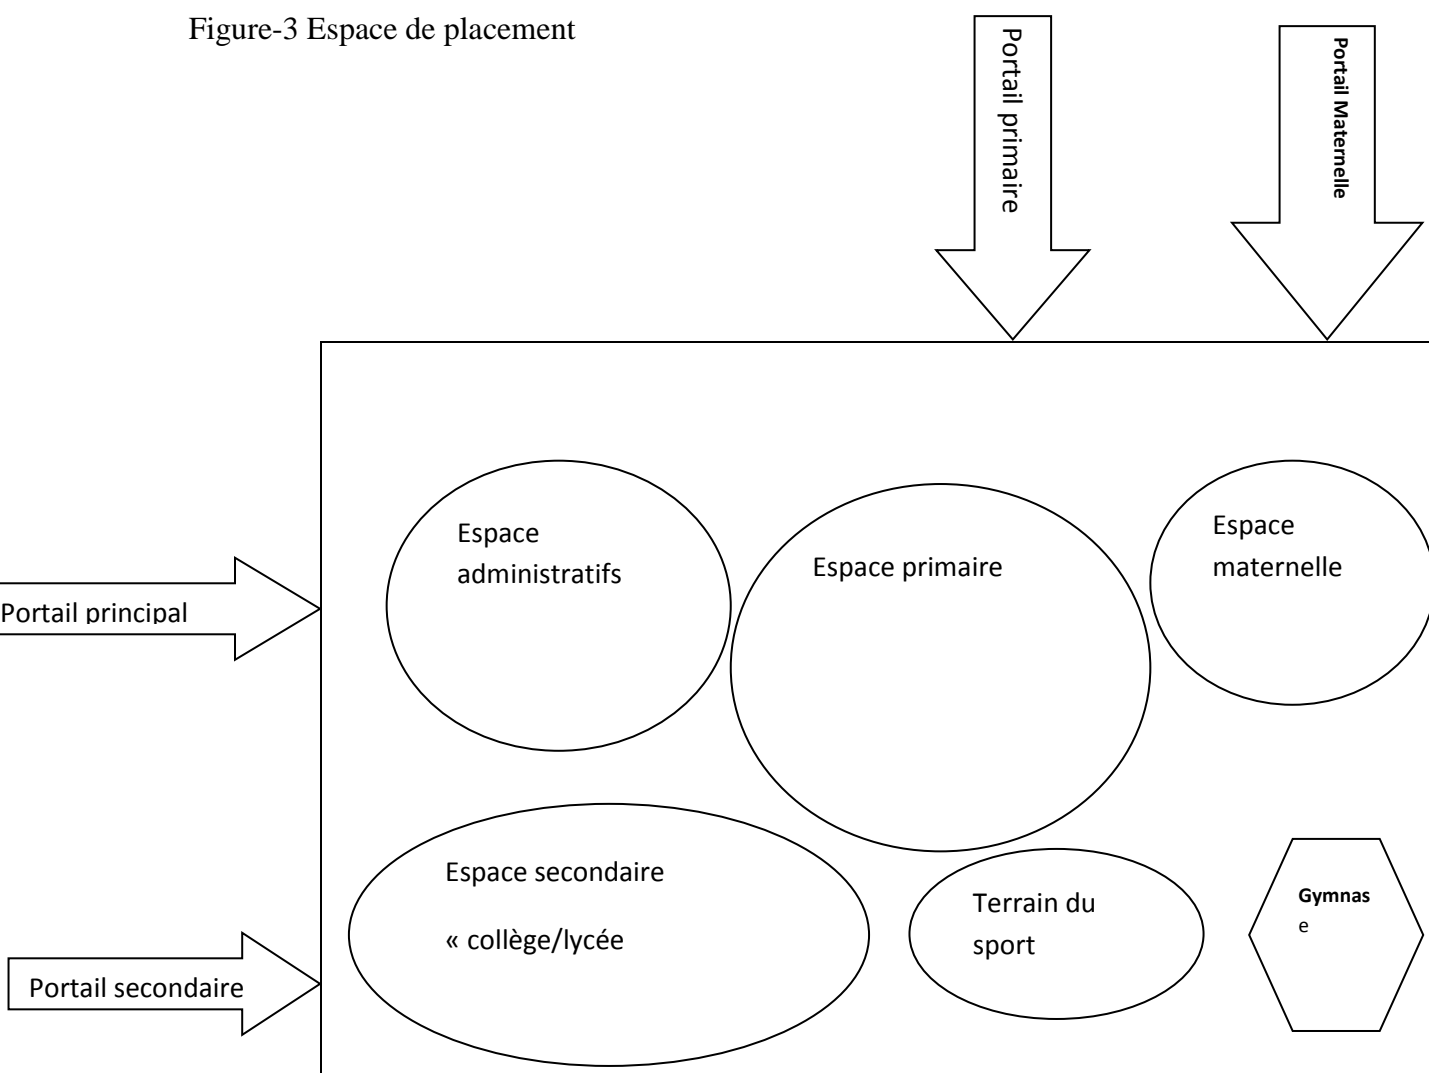 Figure-3 Espace de placement
Portail primaire
Portail Maternelle
Espace
administratifs
Espace primaire
Espace
maternelle
Portail principal
Espace secondaire
« collège/lycée
Terrain du
sport
Gymnas
e
Portail secondaire